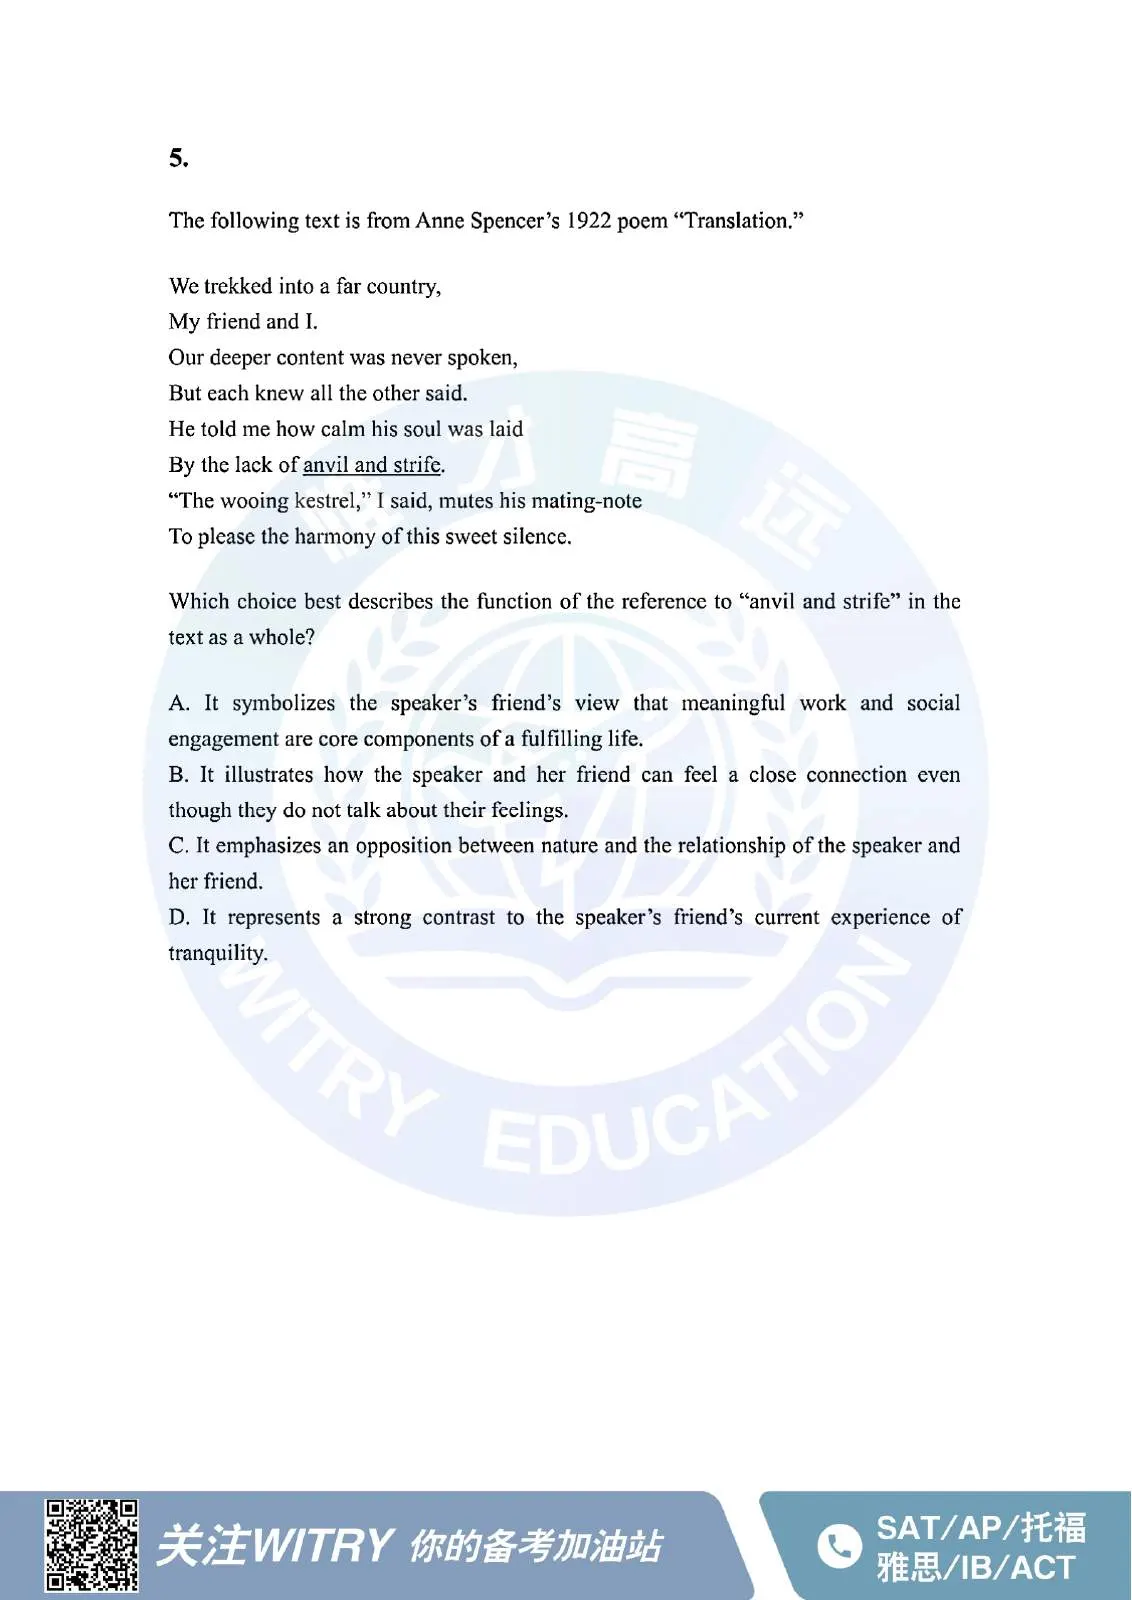 5.
The following text is from Anne Spencer’s 1922 poem “Translation.”
We trekked into a far country,
My friend and I.
Our deeper content was never spoken,
But each knew all the other said.
He told me how calm his soul was laid
By the lack of anvil and strife.
“The wooing kestrel,” I said, mutes his mating-note
To please the harmony of this sweet silence.
Which choice best describes the function of the reference to “anvil and strife” in the
text as a whole?
A. It symbolizes the speaker’s friend’s view that meaningful work and social
engagement are core components of a fulfilling life.
B. It illustrates how the speaker and her friend can feel a close connection even
though they do not talk about their feelings.
C. It emphasizes an opposition between nature and the relationship of the speaker and
her friend.
D. It represents a strong contrast to the speaker’s friend’s current experience of
tranquility.
才高远
WITRY EDUCATION
关注WITRY 你的备考加油站
SAT/AP/托福
雅思/IB/ACT